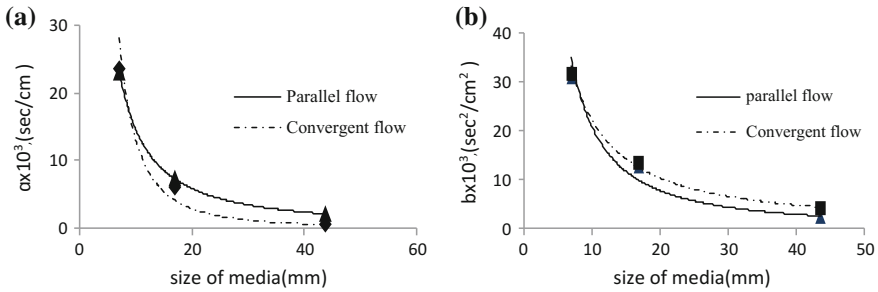 (a)
30
20
10
0
0
20
40
60
αx10³,(sec/cm)
size of media(mm)
Parallel flow
Convergent flow
(b)
40
30
20
10
0
0
10
20
30
40
50
bx10³,(sec²/cm²)
size of media(mm)
parallel flow
Convergent flow